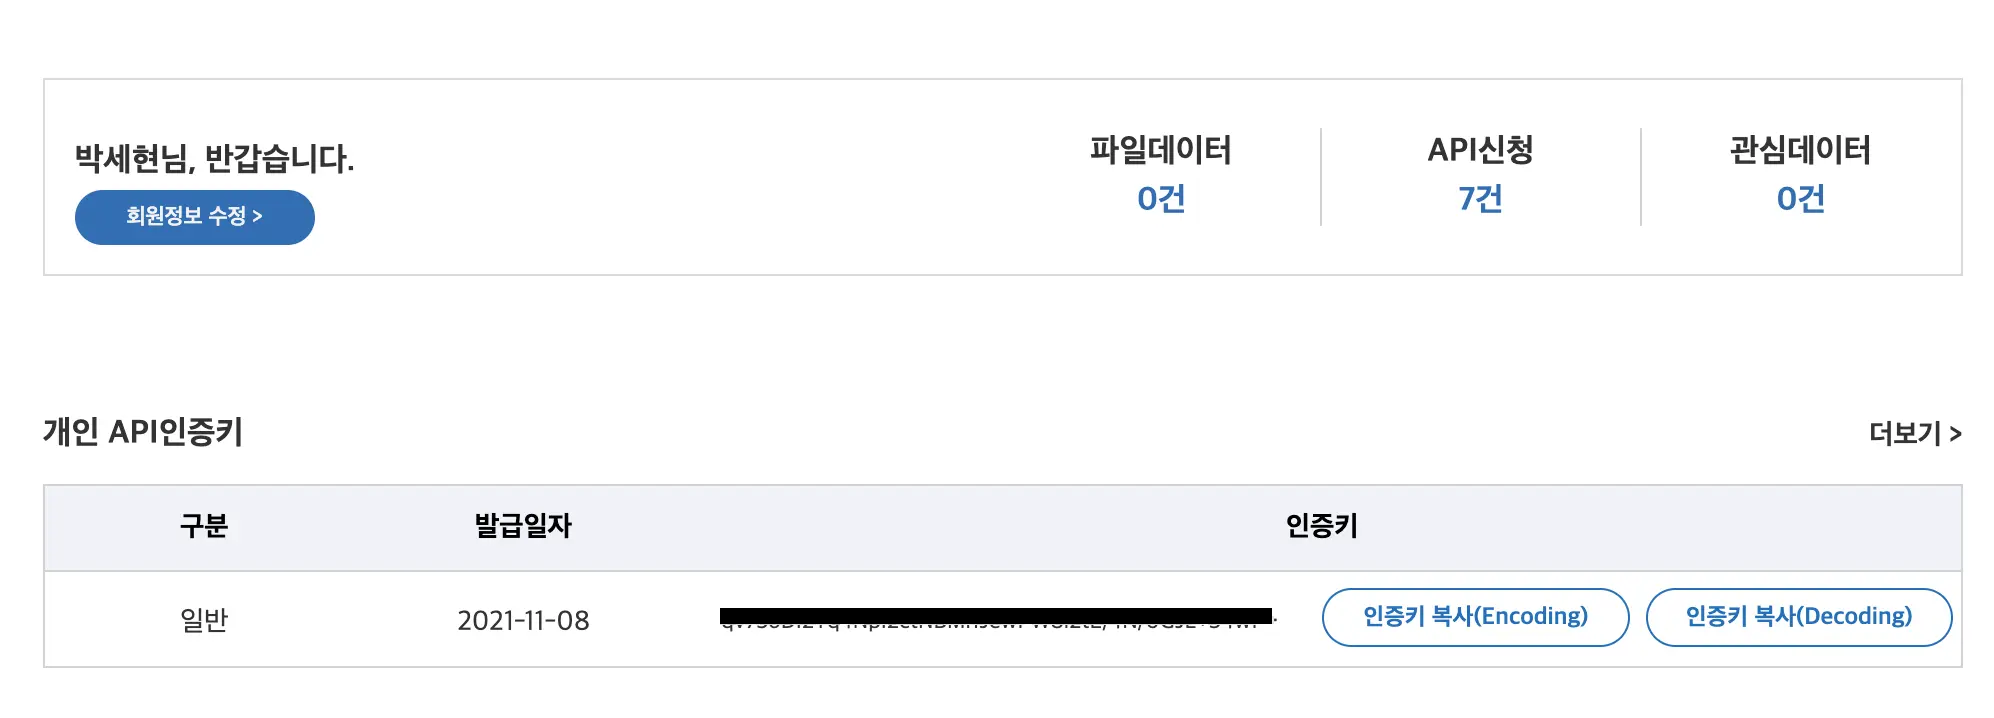 박세현님, 반갑습니다.
회원정보 수정 >
파일데이터
0건
API신청
7건
관심데이터
0건
개인 API인증키
더보기 >
구분 발급일자 인증키
일반 2021-11-08 인증키 복사(Encoding) 인증키 복사(Decoding)